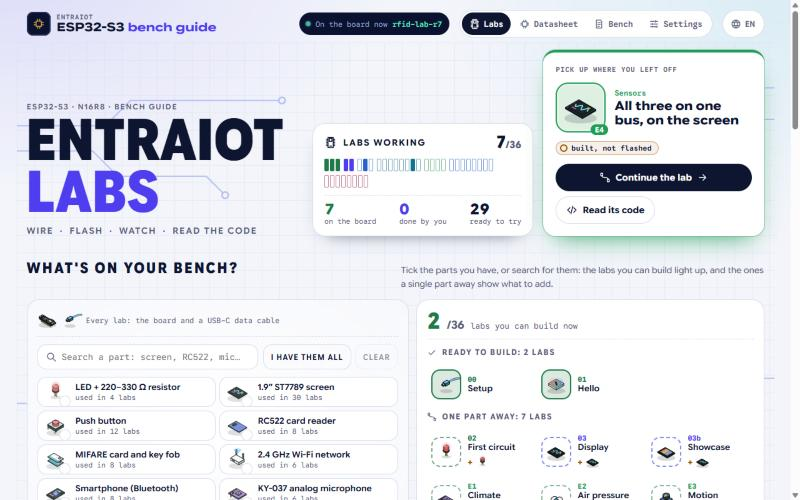 ENTRAIOT
ESP32-S3 bench guide
On the board now rfid-lab-r7
Labs
Datasheet
Bench
Settings
EN
ESP32-S3 · N16R8 · BENCH GUIDE
ENTRAIOT
LABS
WIRE · FLASH · WATCH · READ THE CODE
LABS WORKING
7/36
7
on the board
0
done by you
29
ready to try
PICK UP WHERE YOU LEFT OFF
Sensors
All three on one
bus, on the screen
E4
built, not flashed
Continue the lab →
Read its code
WHAT'S ON YOUR BENCH?
Tick the parts you have, or search for them: the labs you can build light up, and the ones
a single part away show what to add.
Every lab: the board and a USB-C data cable
Search a part: screen, RC522, mic…
I HAVE THEM ALL
CLEAR
LED + 220-330 Ω resistor
used in 4 labs
1.9" ST7789 screen
used in 30 labs
Push button
used in 12 labs
RC522 card reader
used in 8 labs
MIFARE card and key fob
used in 8 labs
2.4 GHz Wi-Fi network
used in 6 labs
Smartphone (Bluetooth)
used in 3 labs
KY-037 analog microphone
used in 6 labs
2 /36 labs you can build now
READY TO BUILD: 2 LABS
00
Setup
01
Hello
ONE PART AWAY: 7 LABS
02
First circuit
+
03
Display
+
03b
Showcase
+
E1
Climate
E2
Air pressure
E3
Motion